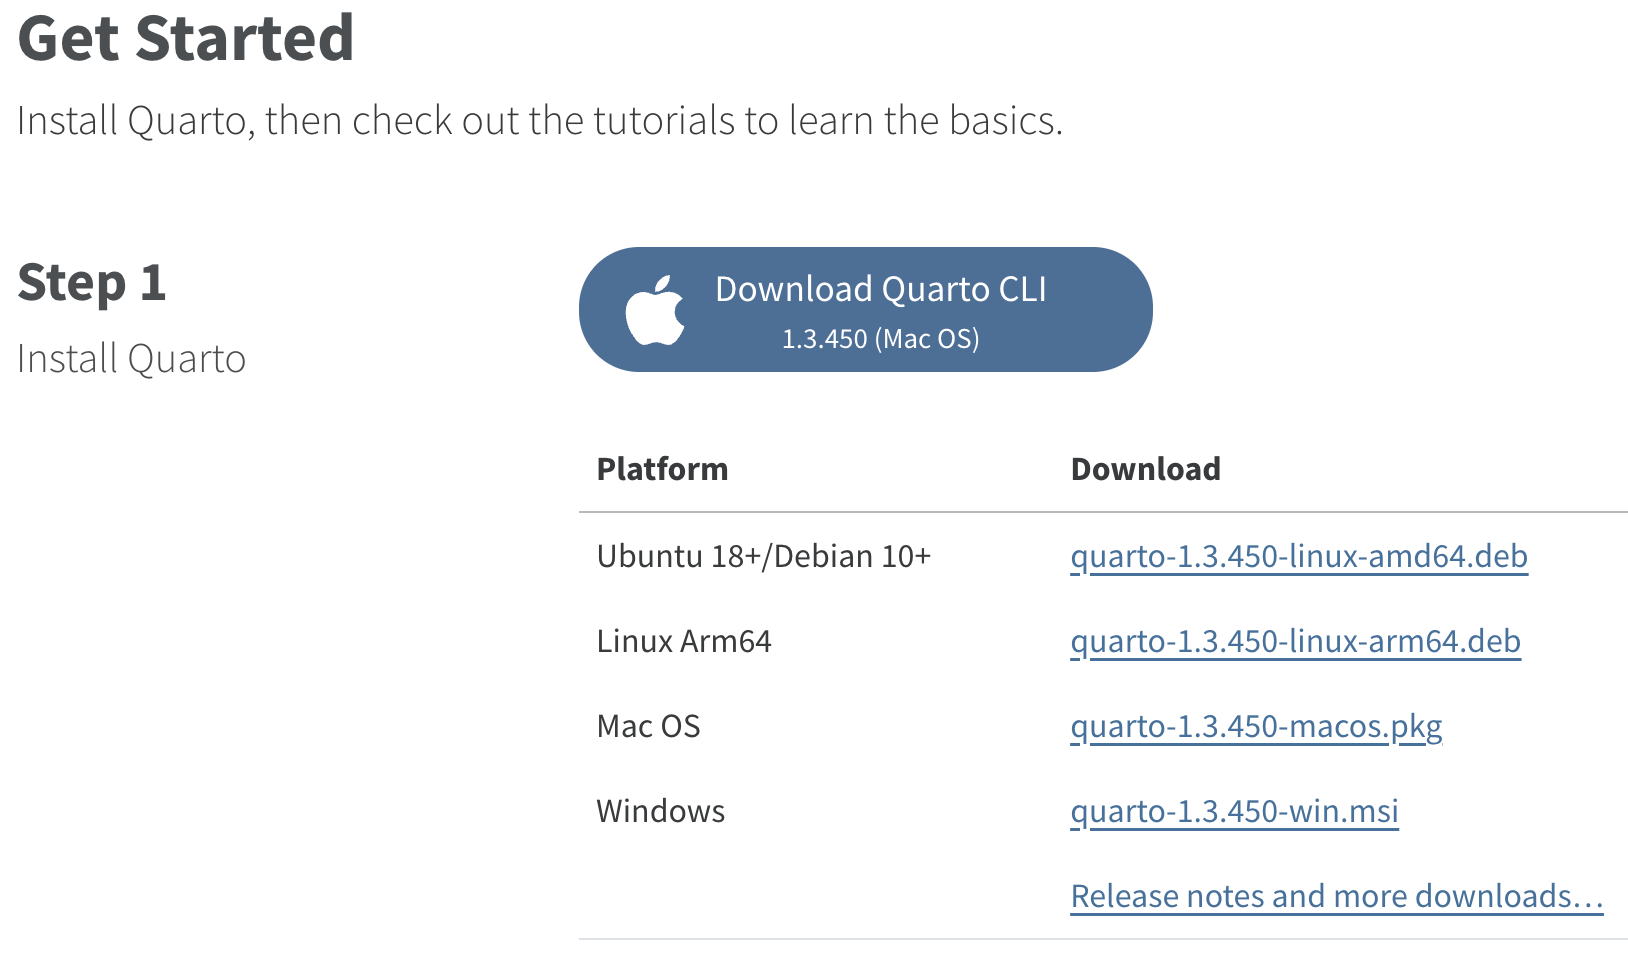 Get Started
Install Quarto, then check out the tutorials to learn the basics.
Step 1
Install Quarto
Download Quarto CLI
1.3.450 (Mac OS)
Platform Download
Ubuntu 18+/Debian 10+ quarto-1.3.450-linux-amd64.deb
Linux Arm64 quarto-1.3.450-linux-arm64.deb
Mac OS quarto-1.3.450-macos.pkg
Windows quarto-1.3.450-win.msi
Release notes and more downloads…